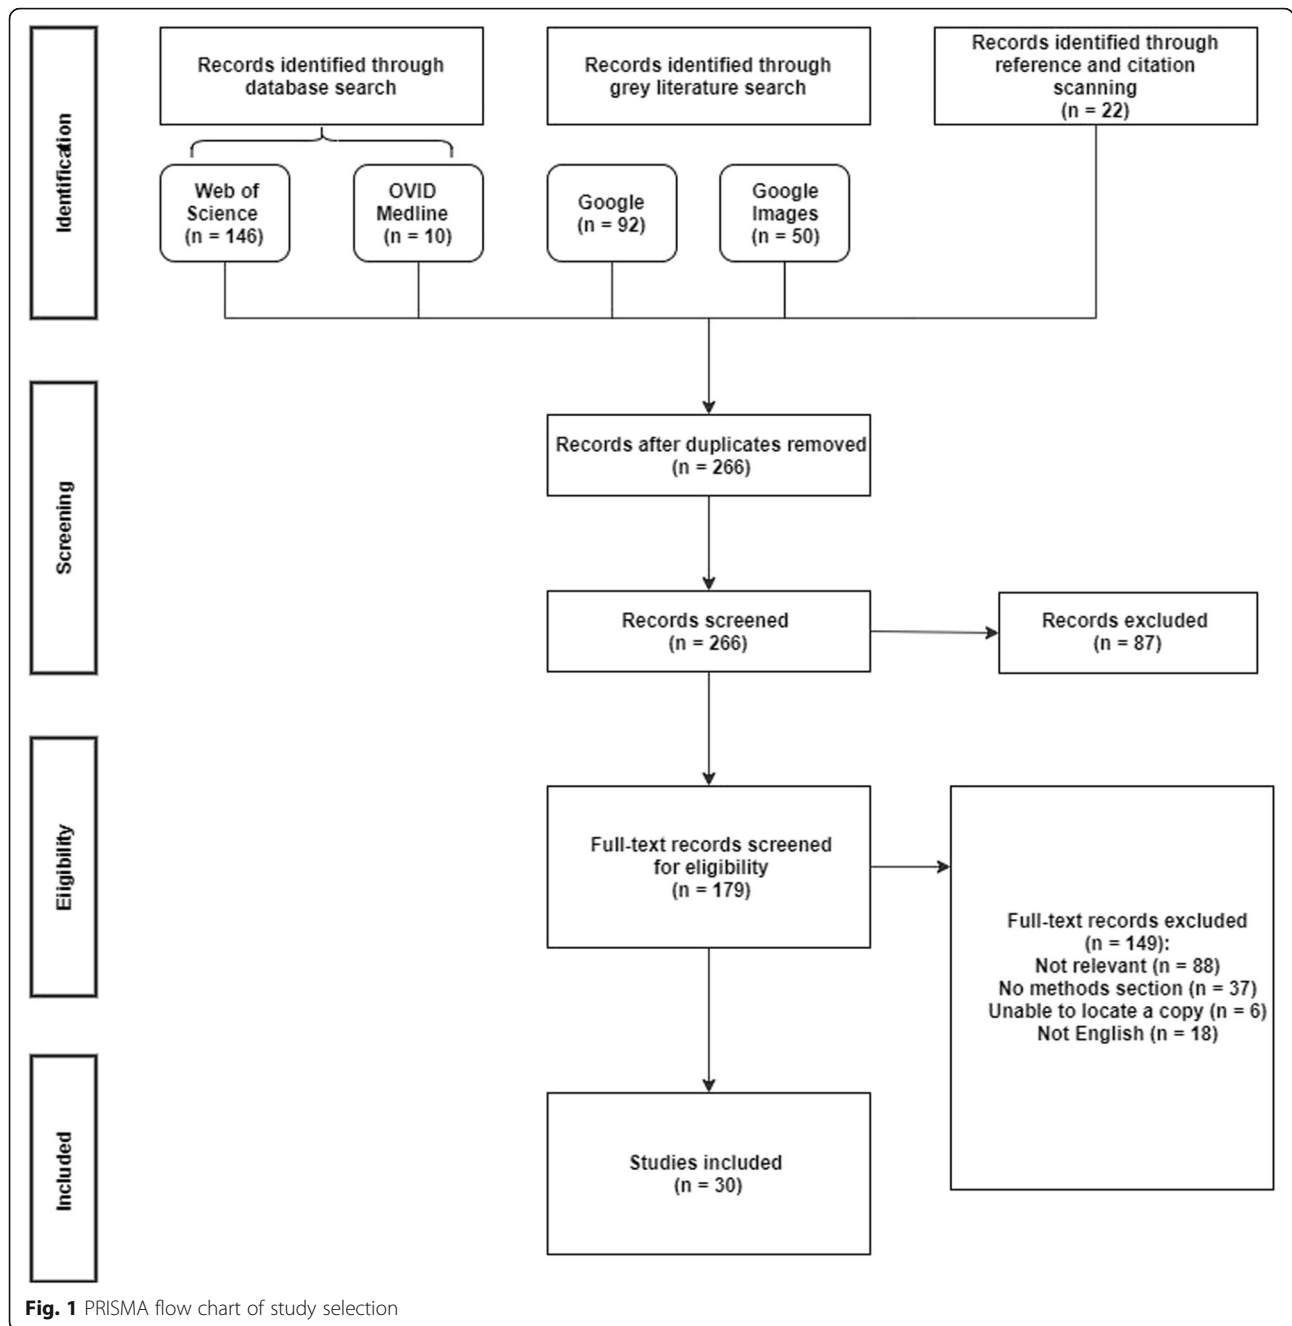 Identification
Records identified through
database search
Records identified through
grey literature search
Records identified through
reference and citation
scanning
(n = 22)
Web of
Science
(n = 146)
OVID
Medline
(n = 10)
Google
(n = 92)
Google
Images
(n = 50)
Screening
Records after duplicates removed
(n = 266)
Records screened
(n = 266)
Records excluded
(n = 87)
Eligibility
Full-text records screened
for eligibility
(n = 179)
Full-text records excluded
(n = 149):
Not relevant (n = 88)
No methods section (n = 37)
Unable to locate a copy (n = 6)
Not English (n = 18)
Included
Studies included
(n = 30)
Fig. 1 PRISMA flow chart of study selection